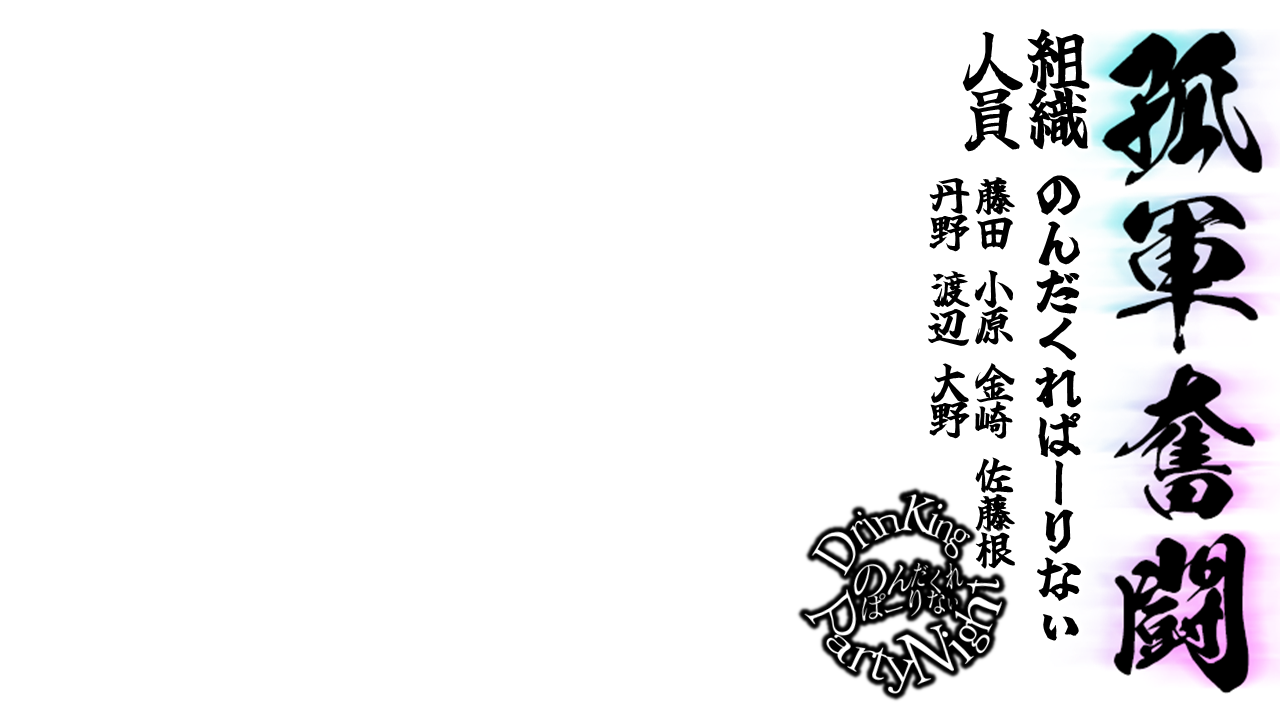 孤軍奮闘
組織 のんだくれぱーりない
人員 藤田 小原 金崎 佐藤根
丹野 渡辺 大野
DrinKing
のんだくれ
ぱーりない
PartyNight